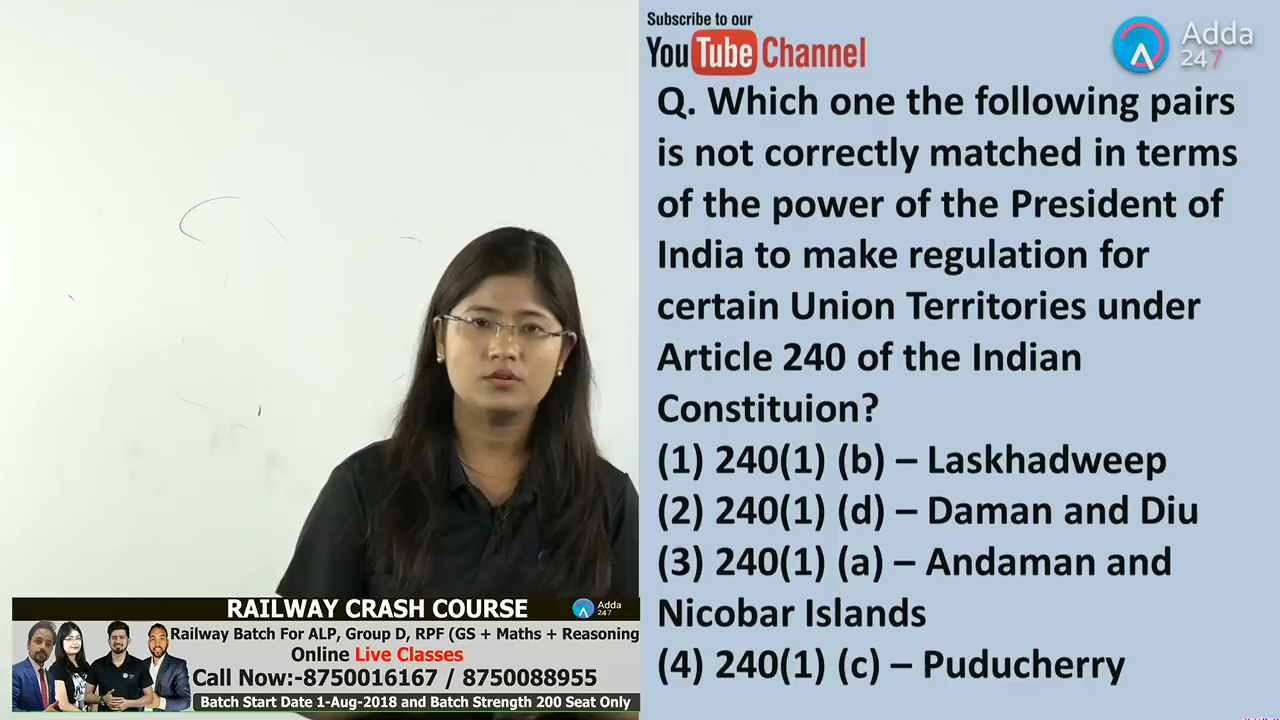 Subscribe to our
YouTube Channel
Adda
247
Q. Which one the following pairs
is not correctly matched in terms
of the power of the President of
India to make regulation for
certain Union Territories under
Article 240 of the Indian
Constituion?
(1) 240(1) (b) – Laskhadweep
(2) 240(1) (d) – Daman and Diu
(3) 240(1) (a) – Andaman and
Nicobar Islands
(4) 240(1) (c) – Puducherry
RAILWAY CRASH COURSE
Adda
247
Railway Batch For ALP, Group D, RPF (GS + Maths + Reasoning
Online Live Classes
Call Now:-8750016167 / 8750088955
Batch Start Date 1-Aug-2018 and Batch Strength 200 Seat Only